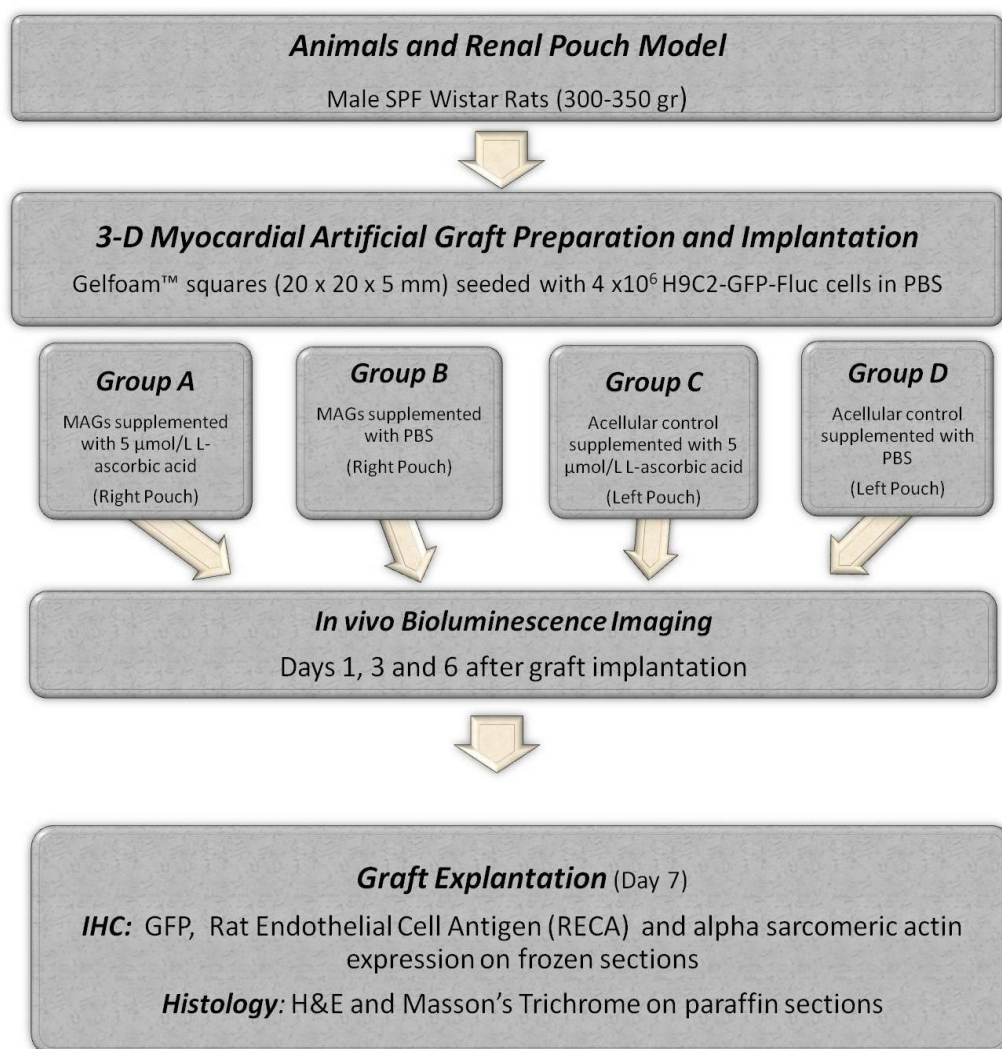 Animals and Renal Pouch Model
Male SPF Wistar Rats (300-350 gr)
3-D Myocardial Artificial Graft Preparation and Implantation
Gelfoam™ squares (20 x 20 x 5 mm) seeded with 4 x10⁶ H9C2-GFP-Fluc cells in PBS
Group A
MAGs supplemented
with 5 µmol/L L-
ascorbic acid
(Right Pouch)
Group B
MAGs supplemented
with PBS
(Right Pouch)
Group C
Acellular control
supplemented with 5
µmol/L L-ascorbic acid
(Left Pouch)
Group D
Acellular control
supplemented with
PBS
(Left Pouch)
In vivo Bioluminescence Imaging
Days 1, 3 and 6 after graft implantation
Graft Explantation (Day 7)
IHC: GFP, Rat Endothelial Cell Antigen (RECA) and alpha sarcomeric actin
expression on frozen sections
Histology: H&E and Masson's Trichrome on paraffin sections